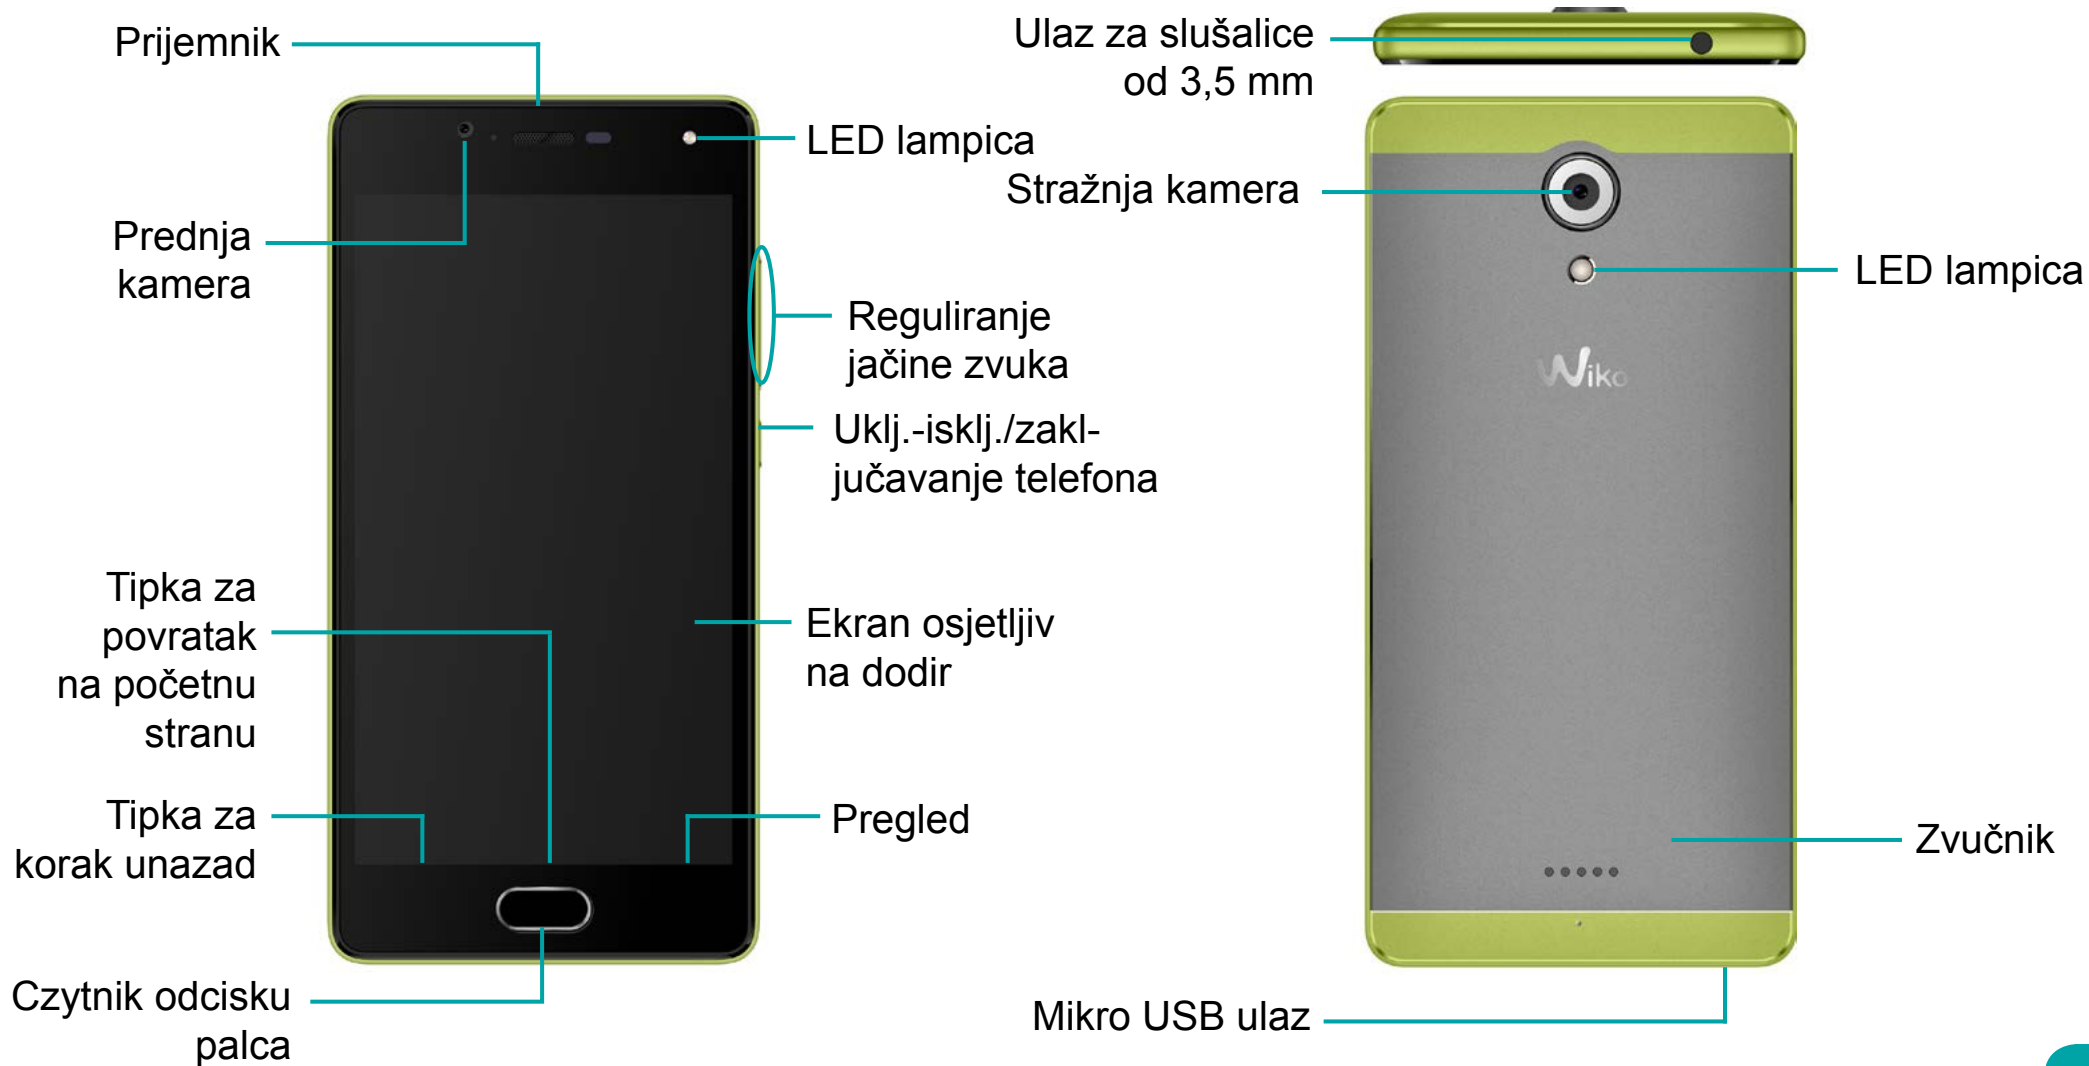 Prijemnik
LED lampica
Prednja
kamera
Reguliranje
jačine zvuka
Uklj.-isklj./zakl-
jučavanje telefona
Tipka za
povratak
na početnu
stranu
Ekran osjetljiv
na dodir
Tipka za
korak unazad
Pregled
Czytnik odcisku
palca
Ulaz za slušalice
od 3,5 mm
Stražnja kamera
LED lampica
Wiko
Zvučnik
Mikro USB ulaz